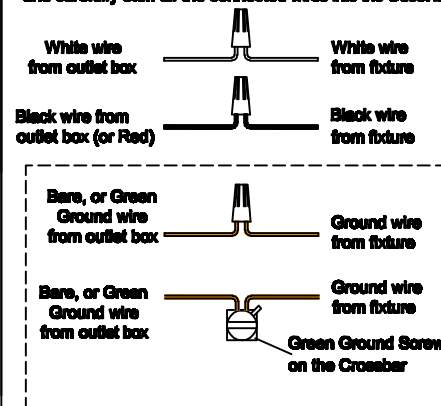 White wire
from outlet box
White wire
from fixture
Black wire from
outlet box (or Red)
Black wire
from fixture
Bare, or Green
Ground wire
from outlet box
Ground wire
from fixture
Bare, or Green
Ground wire
from outlet box
Ground wire
from fixture
Green Ground Screw
on the Crossbar